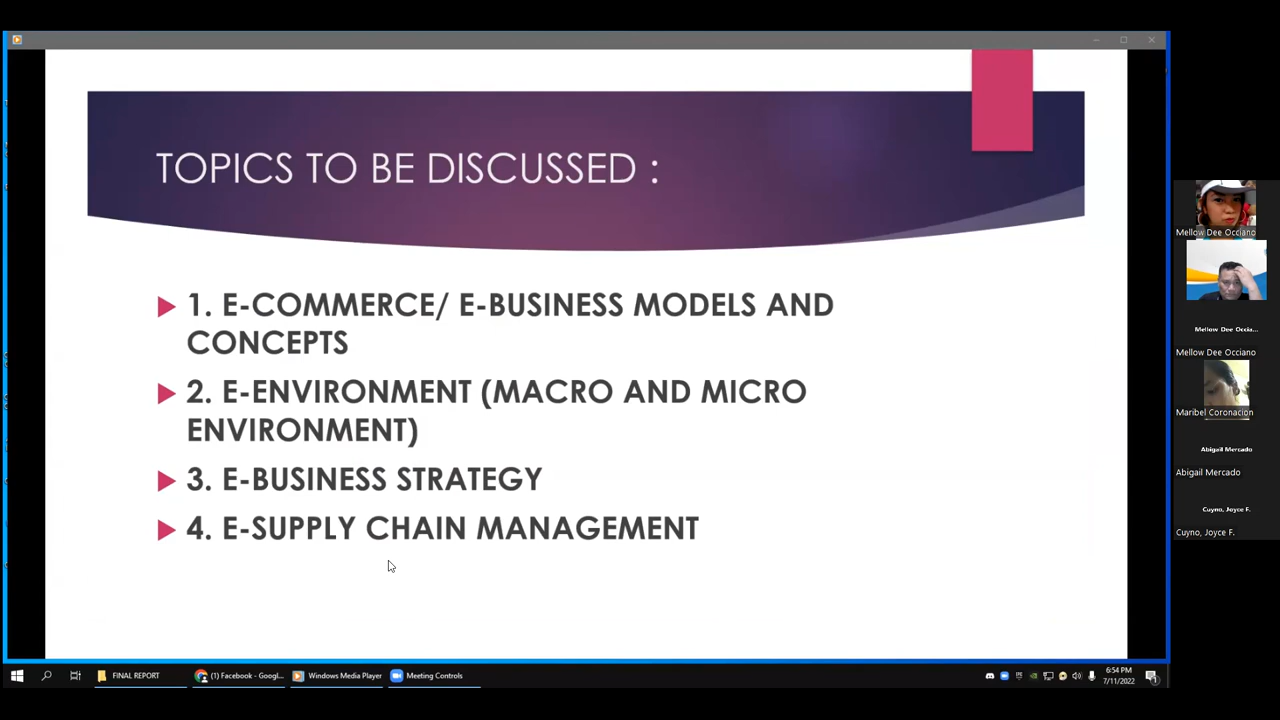 TOPICS TO BE DISCUSSED :
1. E-COMMERCE/ E-BUSINESS MODELS AND
CONCEPTS
2. E-ENVIRONMENT (MACRO AND MICRO
ENVIRONMENT)
3. E-BUSINESS STRATEGY
4. E-SUPPLY CHAIN MANAGEMENT
Mellow Dee Occiano
Mellow Dee Occia...
Mellow Dee Occiano
Maribel Coronacion
Abigail Mercado
Abigail Mercado
Cuyno, Joyce F.
Cuyno, Joyce F.
FINAL REPORT
(1) Facebook - Googl...
Windows Media Player
Meeting Controls
6:54 PM
7/11/2022